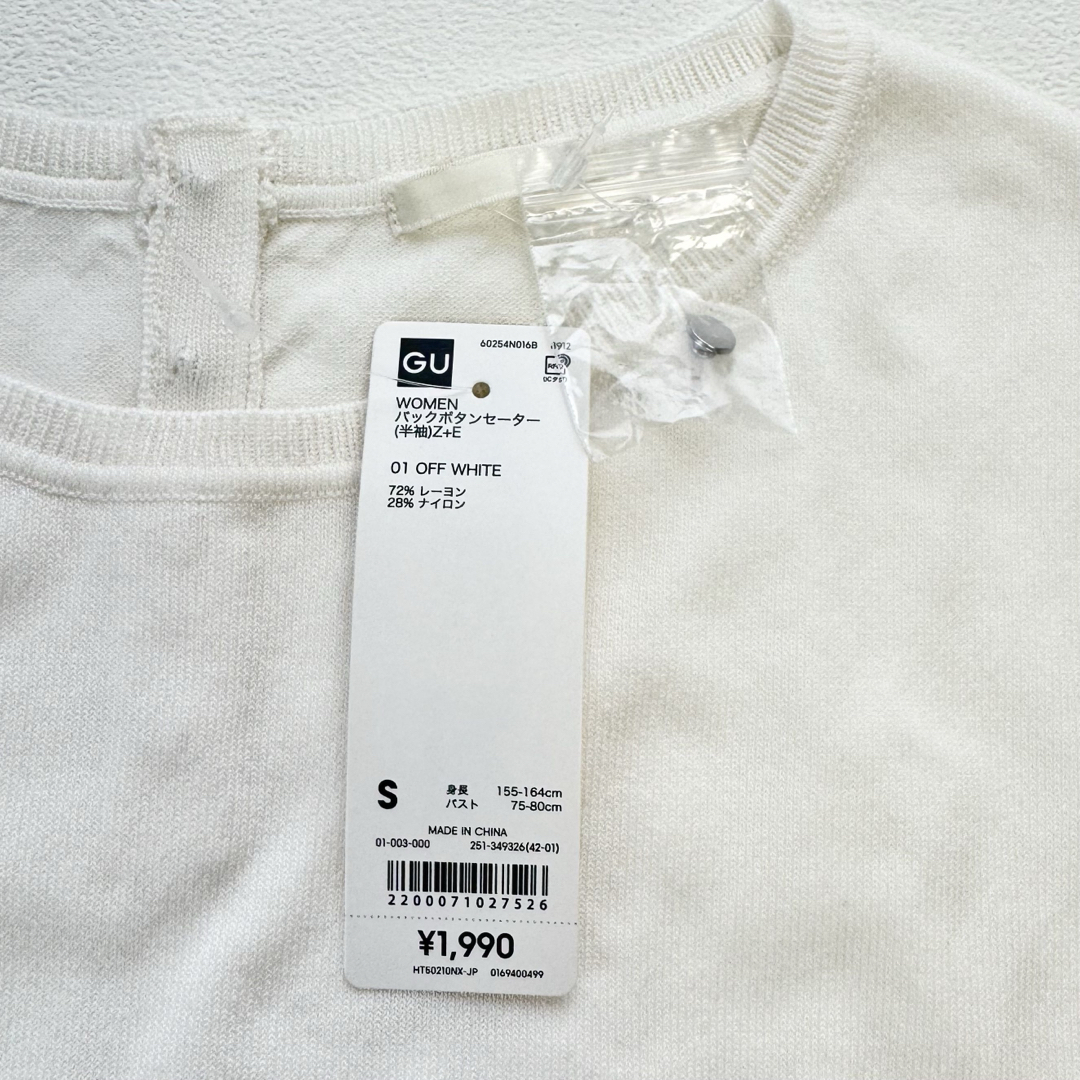 GU
60254N016B
WOMEN
バックボタンセーター
(半袖)Z+E
01 OFF WHITE
72% レーヨン
28% ナイロン
S
身長 155-164cm
バスト 75-80cm
MADE IN CHINA
01-003-000 251-349326(42-01)
2200071027526
¥1,990
HT50210NX-JP 0169400499